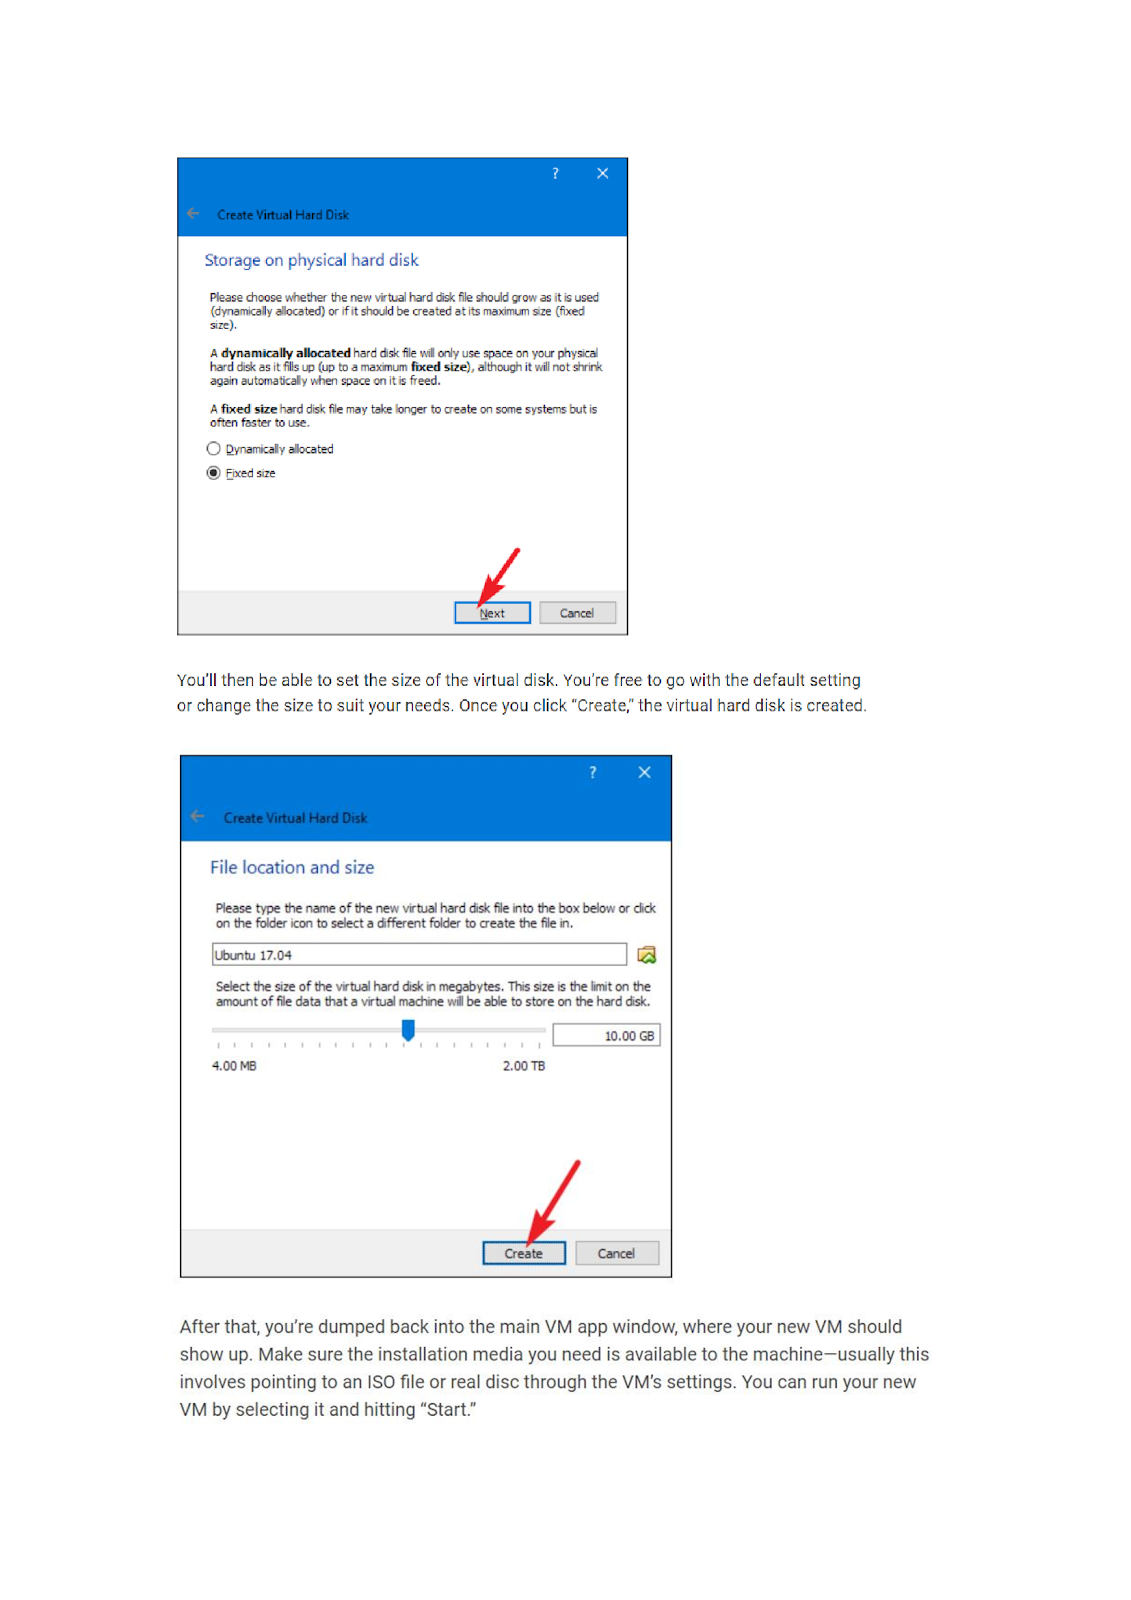 ?
Create Virtual Hard Disk
Storage on physical hard disk
Please choose whether the new virtual hard disk file should grow as it is used
(dynamically allocated) or if it should be created at its maximum size (fixed
size).
A dynamically allocated hard disk file will only use space on your physical
hard disk as it fills up (up to a maximum fixed size), although it will not shrink
again automatically when space on it is freed.
A fixed size hard disk file may take longer to create on some systems but is
often faster to use.
Dynamically allocated
Fixed size
Next Cancel
You’ll then be able to set the size of the virtual disk. You’re free to go with the default setting
or change the size to suit your needs. Once you click “Create,” the virtual hard disk is created.
?
Create Virtual Hard Disk
File location and size
Please type the name of the new virtual hard disk file into the box below or click
on the folder icon to select a different folder to create the file in.
Ubuntu 17.04
Select the size of the virtual hard disk in megabytes. This size is the limit on the
amount of file data that a virtual machine will be able to store on the hard disk.
10.00 GB
4.00 MB 2.00 TB
Create Cancel
After that, you’re dumped back into the main VM app window, where your new VM should
show up. Make sure the installation media you need is available to the machine—usually this
involves pointing to an ISO file or real disc through the VM’s settings. You can run your new
VM by selecting it and hitting “Start.”